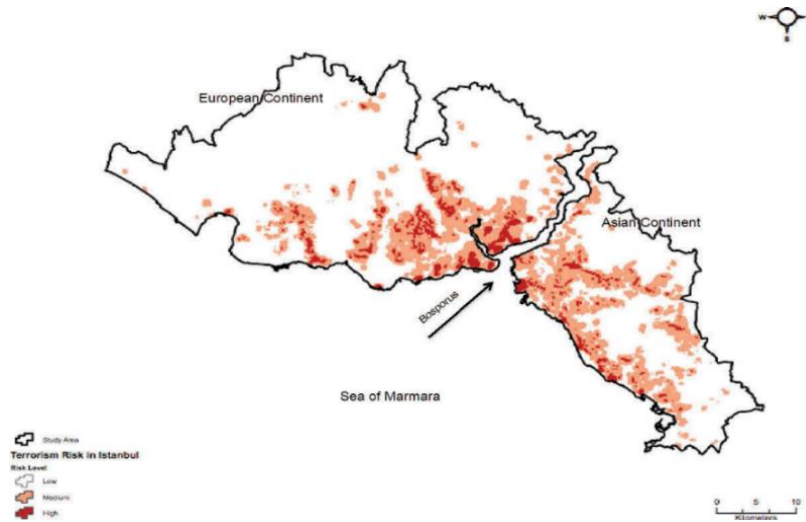 W
S
European Continent
Asian Continent
Bosporus
Sea of Marmara
Study Area
Terrorism Risk in Istanbul
Risk Level
Low
Medium
High
0 5 10
Kilometers